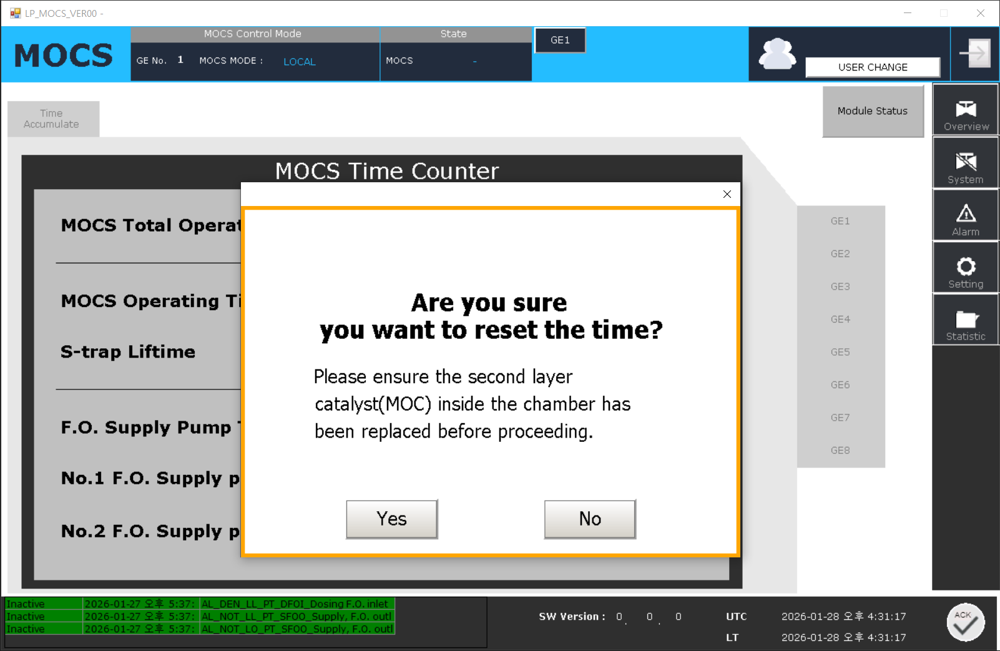 LP_MOCS_VER00 -
MOCS
MOCS Control Mode
State
GE No. 1 MOCS MODE : LOCAL
MOCS -
GE1
USER CHANGE
Time
Accumulate
Module Status
Overview
System
Alarm
Setting
Statistic
MOCS Time Counter
MOCS Total Operat
MOCS Operating Ti
S-trap Liftime
F.O. Supply Pump
No.1 F.O. Supply p
No.2 F.O. Supply p
Are you sure
you want to reset the time?
Please ensure the second layer
catalyst(MOC) inside the chamber has
been replaced before proceeding.
Yes
No
GE1
GE2
GE3
GE4
GE5
GE6
GE7
GE8
Inactive 2026-01-27 오후 5:37: AL_DEN_LL_PT_DFOI_Dosing F.O. inlet
Inactive 2026-01-27 오후 5:37: AL_NOT_LL_PT_SFOO_Supply, F.O. outl
Inactive 2026-01-27 오후 5:37: AL_NOT_LO_PT_SFOO_Supply, F.O. outl
SW Version : 0 . 0 . 0
UTC 2026-01-28 오후 4:31:17
LT 2026-01-28 오후 4:31:17
ACK